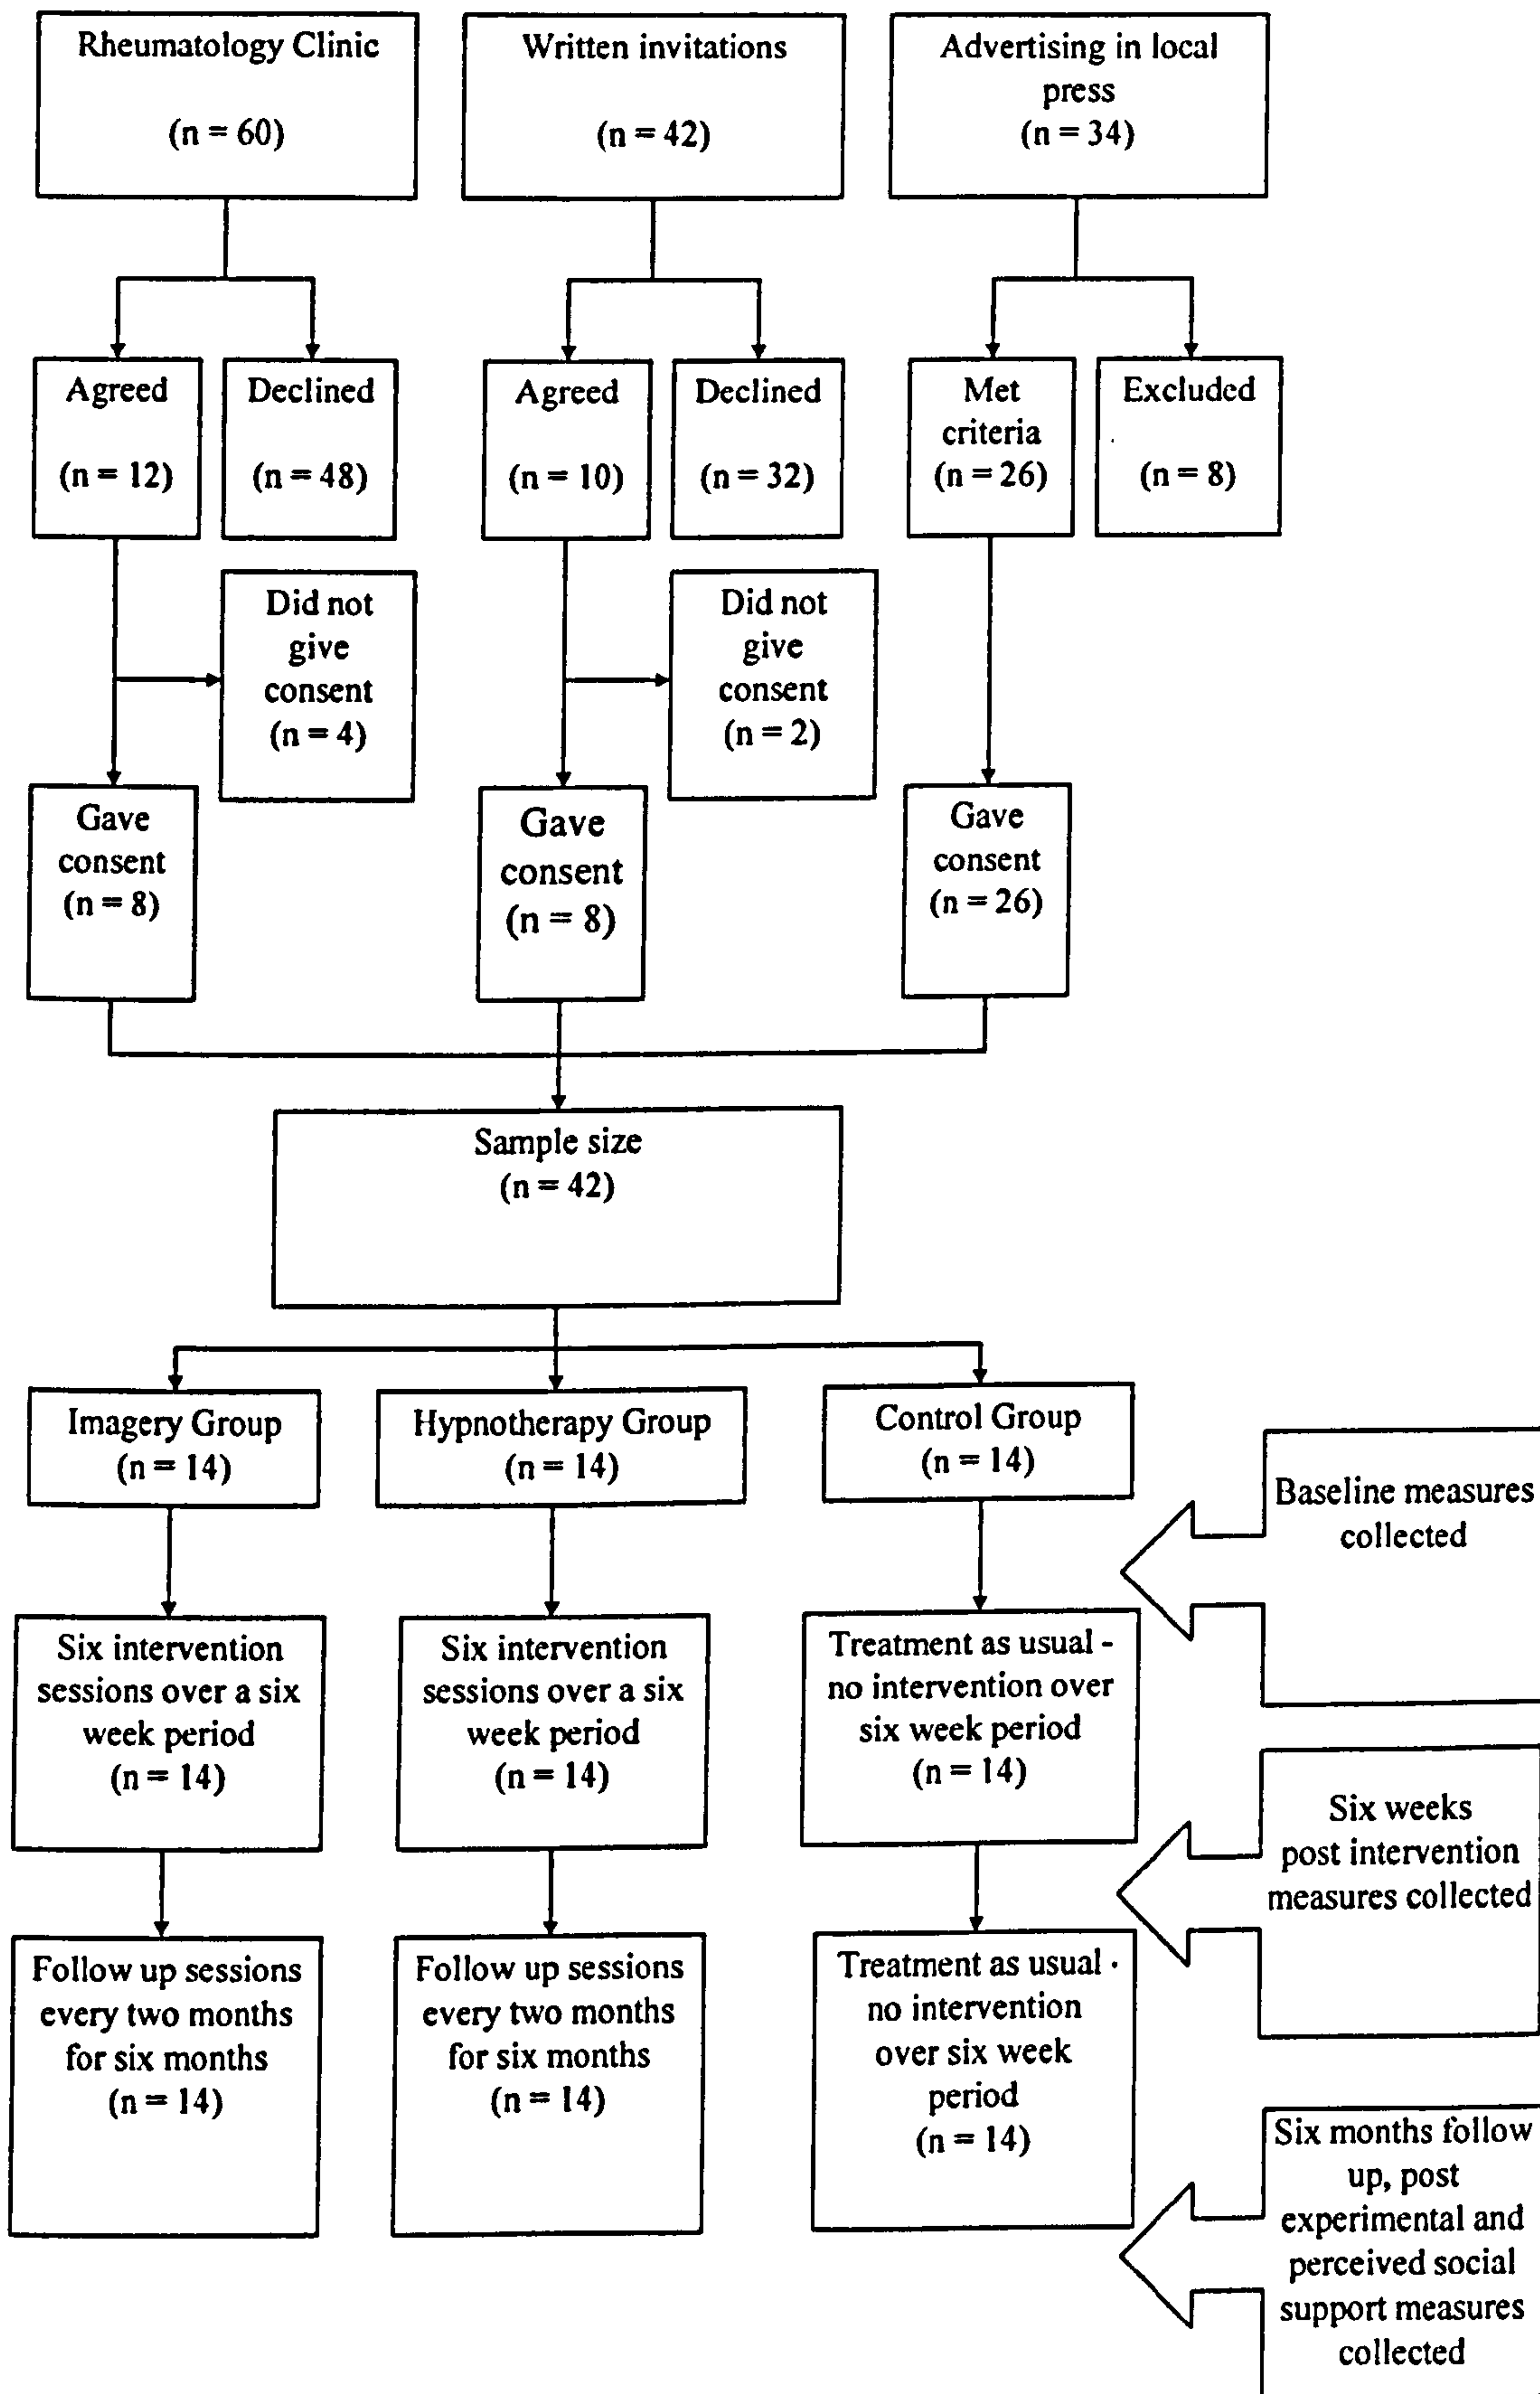 Rheumatology Clinic
(n = 60)
Written invitations
(n = 42)
Advertising in local
press
(n = 34)
Agreed
(n = 12)
Declined
(n = 48)
Agreed
(n = 10)
Declined
(n = 32)
Met
criteria
(n = 26)
Excluded
(n = 8)
Did not
give
consent
(n = 4)
Did not
give
consent
(n = 2)
Gave
consent
(n = 8)
Gave
consent
(n = 8)
Gave
consent
(n = 26)
Sample size
(n = 42)
Imagery Group
(n = 14)
Hypnotherapy Group
(n = 14)
Control Group
(n = 14)
Baseline measures
collected
Six intervention
sessions over a six
week period
(n = 14)
Six intervention
sessions over a six
week period
(n = 14)
Treatment as usual -
no intervention over
six week period
(n = 14)
Six weeks
post intervention
measures collected
Follow up sessions
every two months
for six months
(n = 14)
Follow up sessions
every two months
for six months
(n = 14)
Treatment as usual -
no intervention
over six week
period
(n = 14)
Six months follow
up, post
experimental and
perceived social
support measures
collected